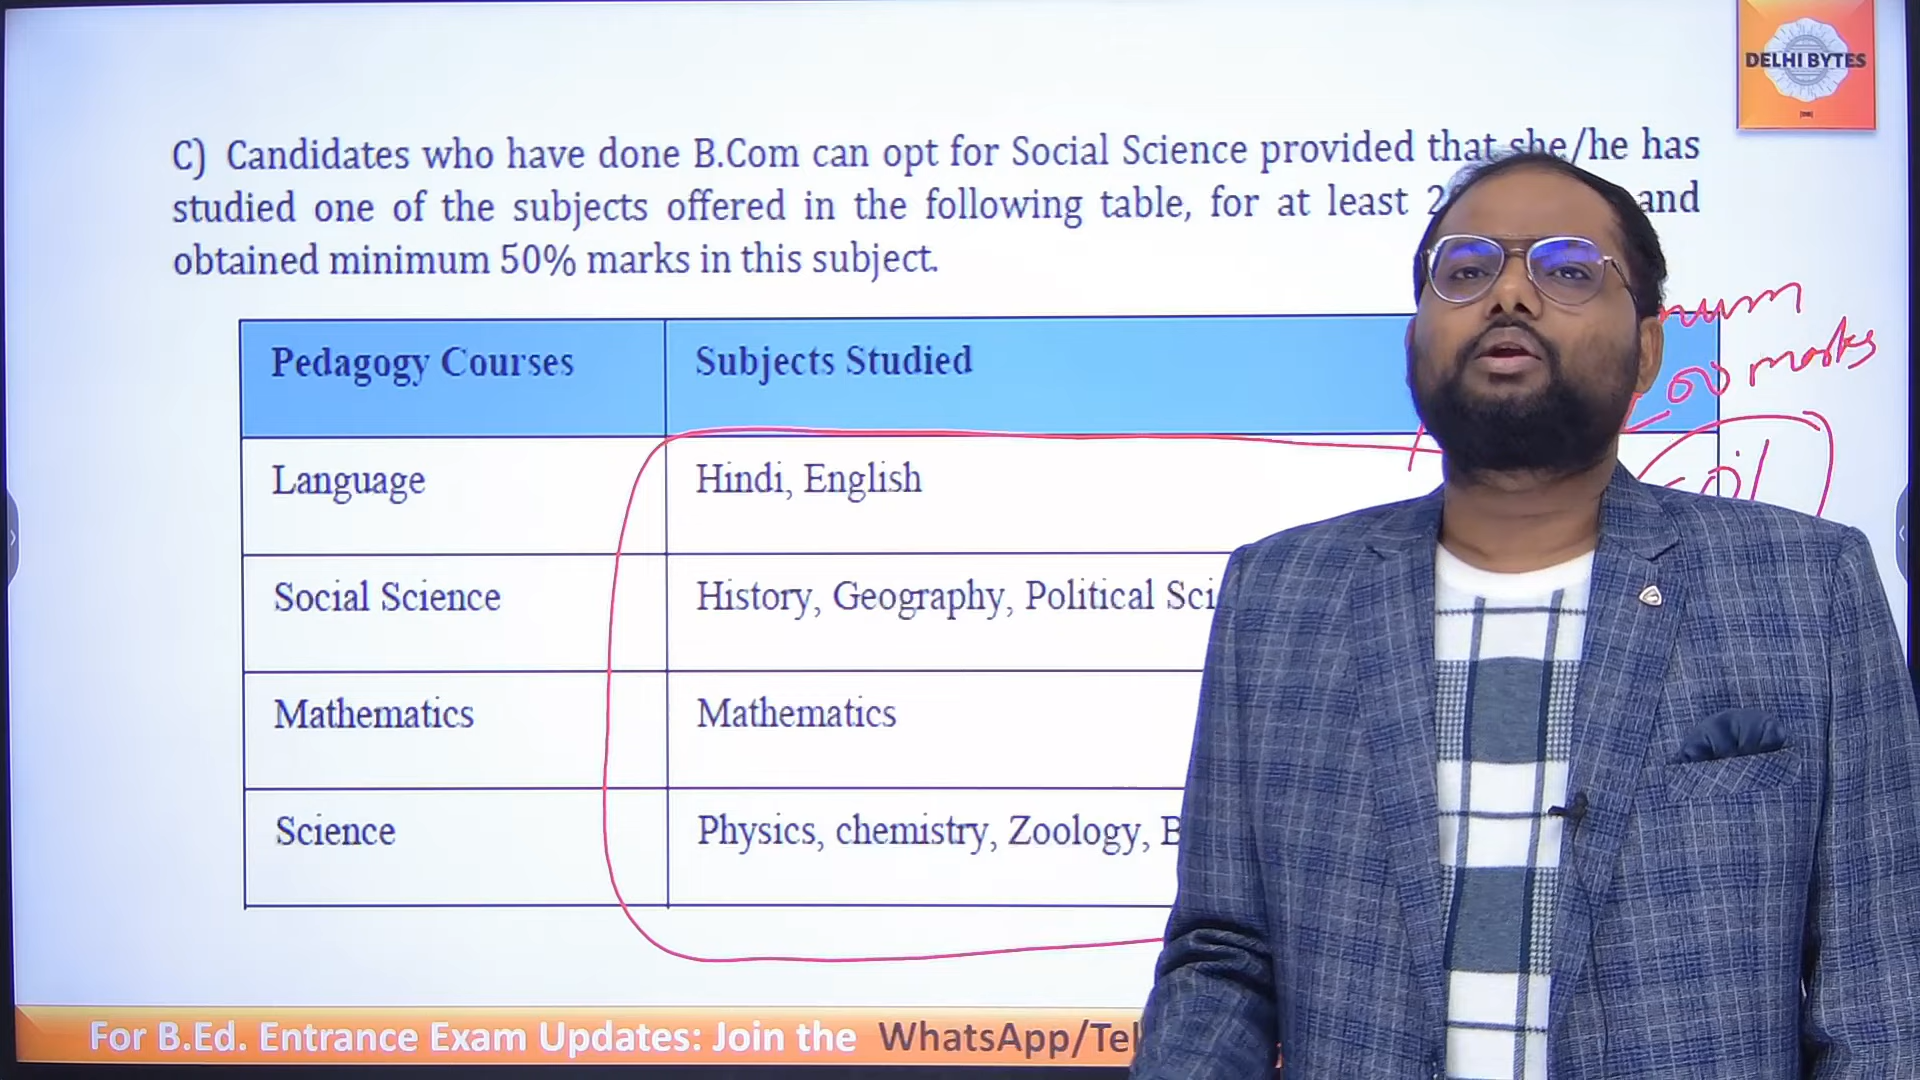 DELHI BYTES
C) Candidates who have done B.Com can opt for Social Science provided that she/he has
studied one of the subjects offered in the following table, for at least and
obtained minimum 50% marks in this subject.
marks
Pedagogy Courses Subjects Studied
Language Hindi, English
Social Science History, Geography, Political
Mathematics Mathematics
Science Physics, chemistry, Zoology,
For B.Ed. Entrance Exam Updates: Join the WhatsApp/